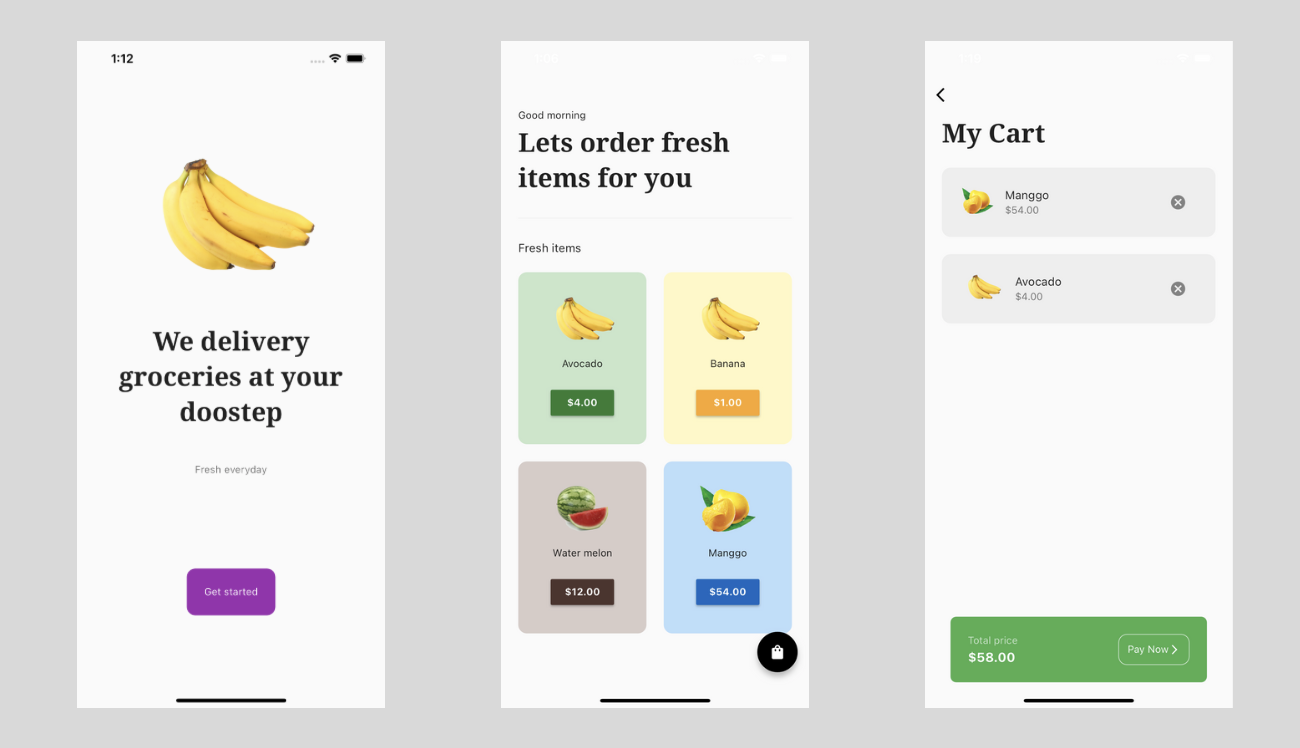 1:12
We delivery
groceries at your
doostep
Fresh everyday
Get started
Good morning
Lets order fresh
items for you
Fresh items
Avocado
Banana
$4.00
$1.00
Water melon
Manggo
$12.00
$54.00
My Cart
Manggo
$54.00
Avocado
$4.00
Total price
$58.00
Pay Now